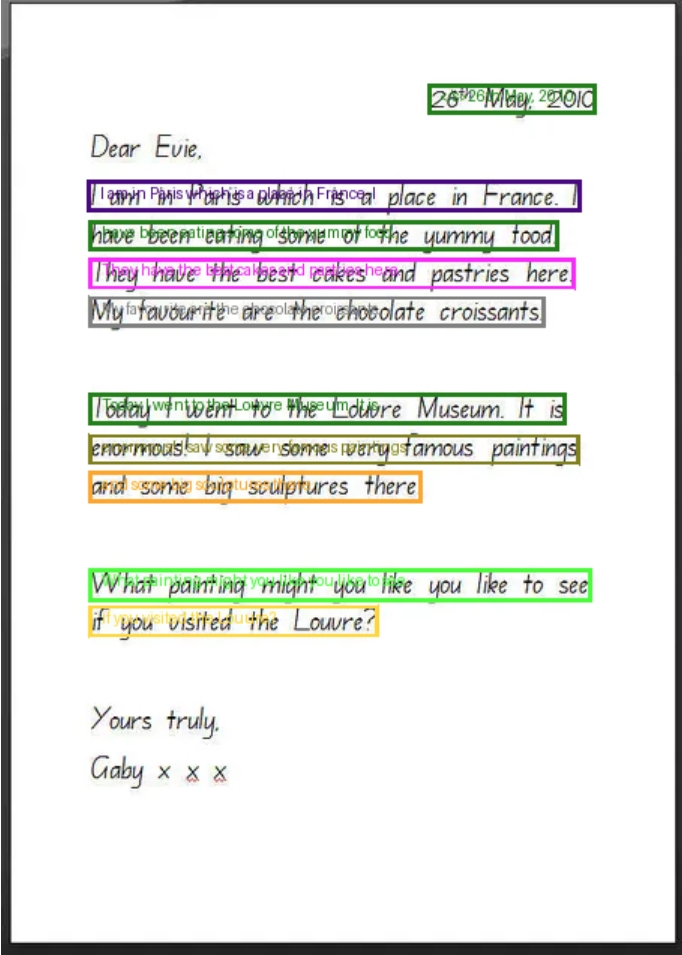 26th May, 2010
Dear Evie,
I am in Paris which is a place in France. I
have been eating some of the yummy food
They have the best cakes and pastries here.
My favourite are the chocolate croissants.
Today I went to the Louvre Museum. It is
enormous! I saw some very famous paintings
and some big sculptures there
What painting might you like you like to see
if you visited the Louvre?
Yours truly,
Gaby x x x